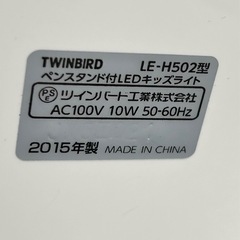 TWINBIRD LE-H502型
ペンスタンド付LEDキッズライト
PSE ツインバード工業株式会社
AC100V 10W 50-60Hz
2015年製 MADE IN CHINA